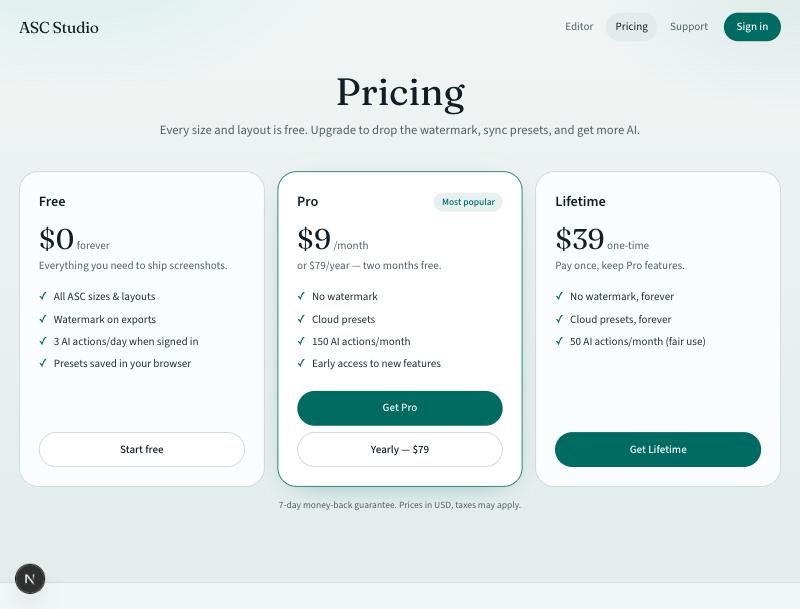 ASC Studio
Editor
Pricing
Support
Sign in
Pricing
Every size and layout is free. Upgrade to drop the watermark, sync presets, and get more AI.
Free
$0 forever
Everything you need to ship screenshots.
✓ All ASC sizes & layouts
✓ Watermark on exports
✓ 3 AI actions/day when signed in
✓ Presets saved in your browser
Start free
Pro
Most popular
$9 /month
or $79/year — two months free.
✓ No watermark
✓ Cloud presets
✓ 150 AI actions/month
✓ Early access to new features
Get Pro
Yearly — $79
Lifetime
$39 one-time
Pay once, keep Pro features.
✓ No watermark, forever
✓ Cloud presets, forever
✓ 50 AI actions/month (fair use)
Get Lifetime
7-day money-back guarantee. Prices in USD, taxes may apply.
N